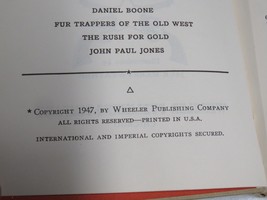 DANIEL BOONE
FUR TRAPPERS OF THE OLD WEST
THE RUSH FOR GOLD
JOHN PAUL JONES
* COPYRIGHT 1947, BY WHEELER PUBLISHING COMPANY
ALL RIGHTS RESERVED—PRINTED IN U.S.A.
INTERNATIONAL AND IMPERIAL COPYRIGHTS SECURED.